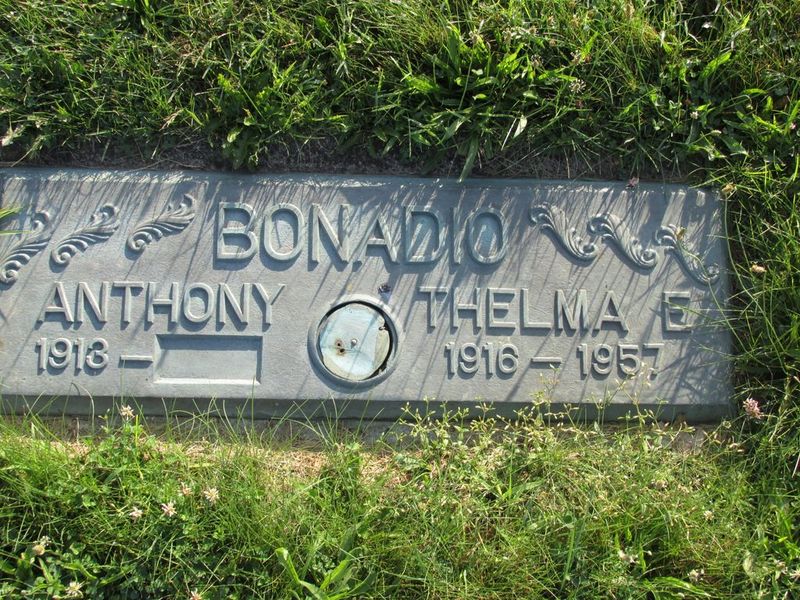 BONADIO
ANTHONY THELMA E
1913 — 1916 — 1957